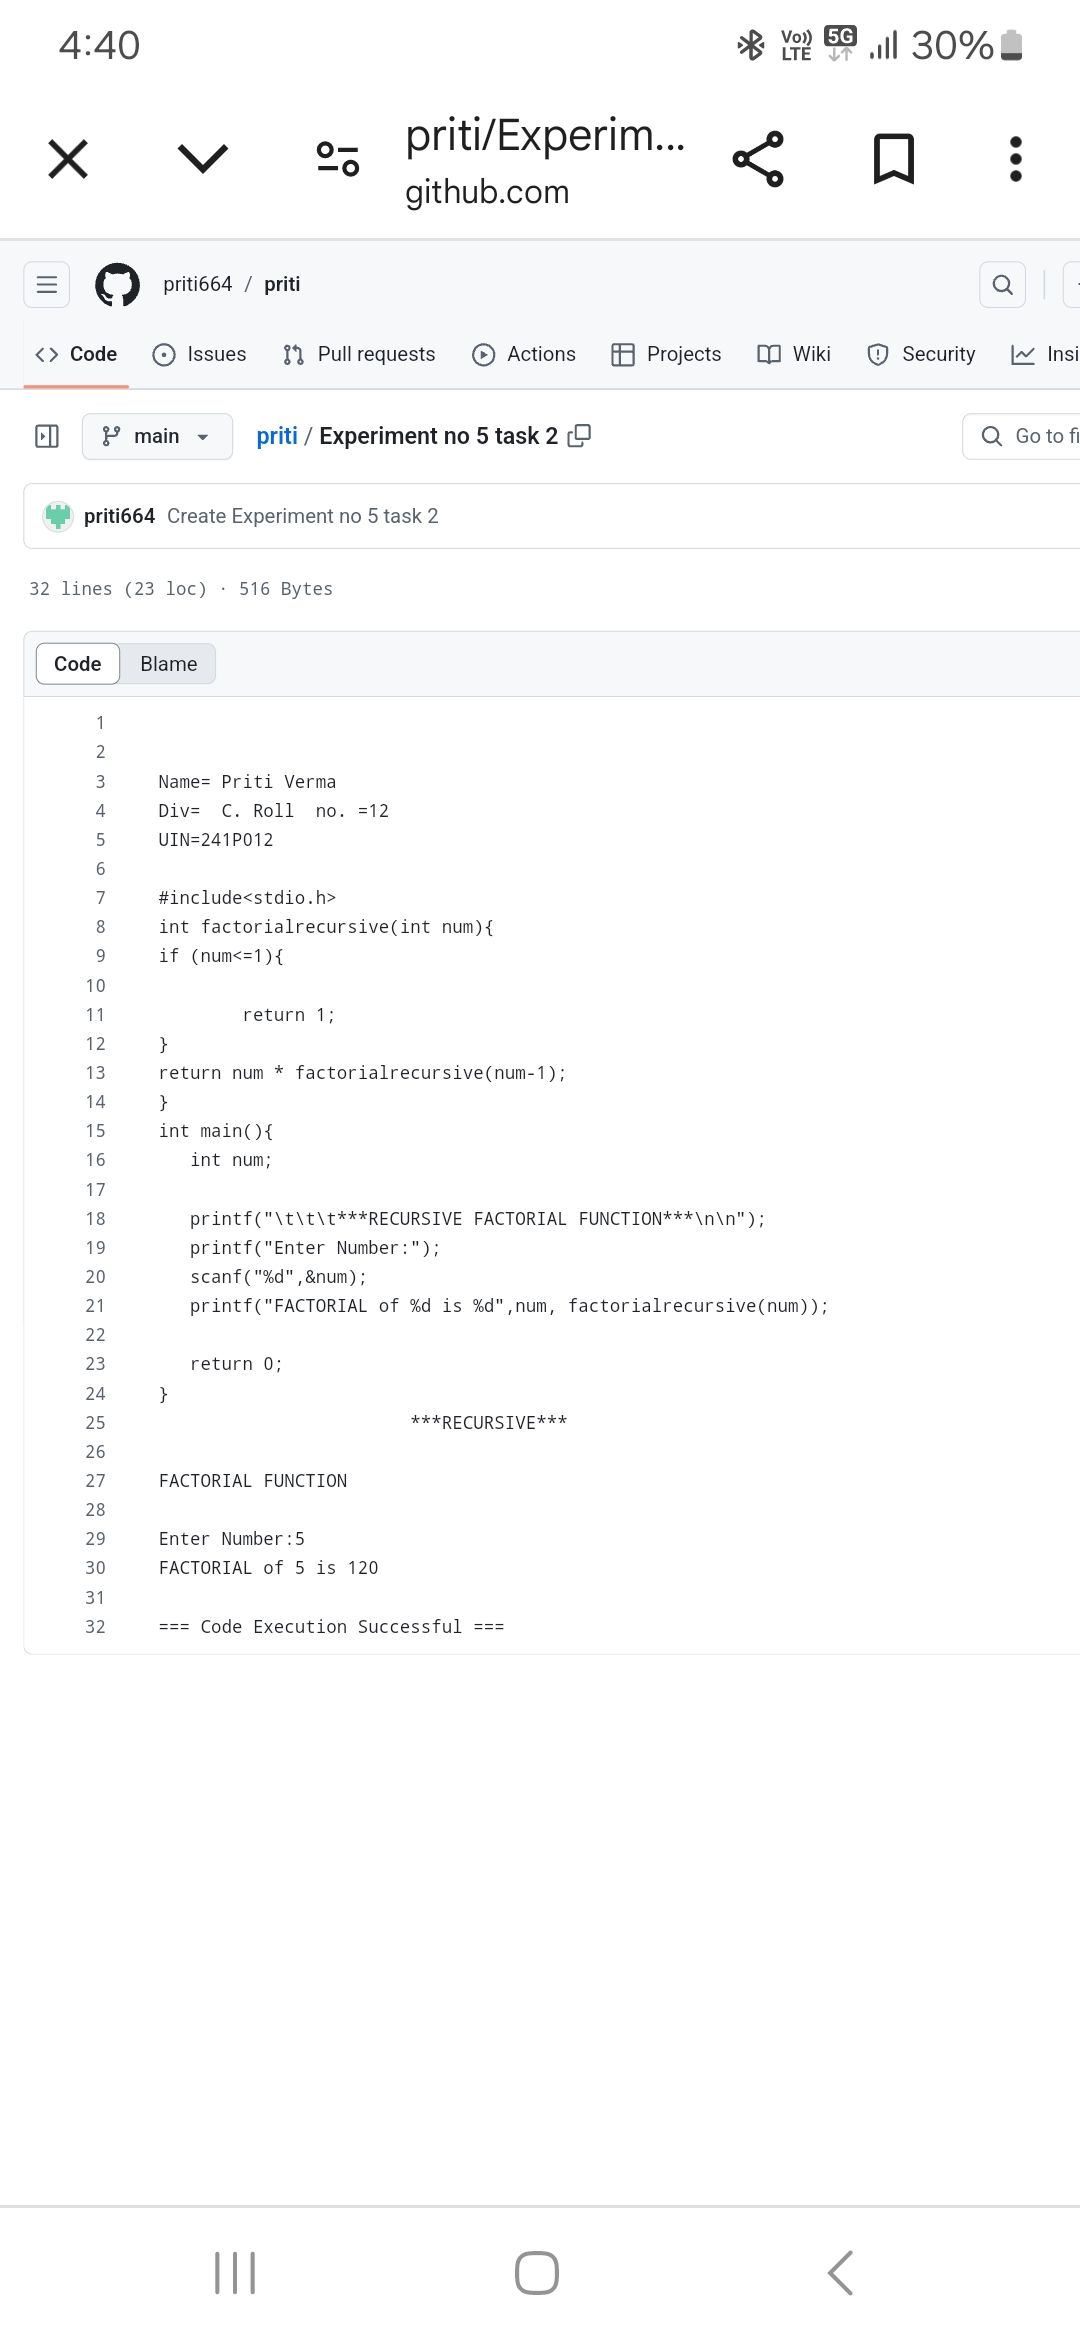 4:40 Vo)) LTE 5G 30%
priti/Experim...
github.com
priti664 / priti
Code Issues Pull requests Actions Projects Wiki Security Insi
main priti / Experiment no 5 task 2 Go to fi
priti664 Create Experiment no 5 task 2
32 lines (23 loc) · 516 Bytes
Code Blame
1
2
3 Name= Priti Verma
4 Div=  C. Roll  no. =12
5 UIN=241P012
6
7 #include<stdio.h>
8 int factorialrecursive(int num){
9 if (num<=1){
10
11         return 1;
12 }
13 return num * factorialrecursive(num-1);
14 }
15 int main(){
16    int num;
17
18    printf("\t\t\t***RECURSIVE FACTORIAL FUNCTION***\n\n");
19    printf("Enter Number:");
20    scanf("%d",&num);
21    printf("FACTORIAL of %d is %d",num, factorialrecursive(num));
22
23    return 0;
24 }
25                         ***RECURSIVE***
26
27 FACTORIAL FUNCTION
28
29 Enter Number:5
30 FACTORIAL of 5 is 120
31
32 === Code Execution Successful ===